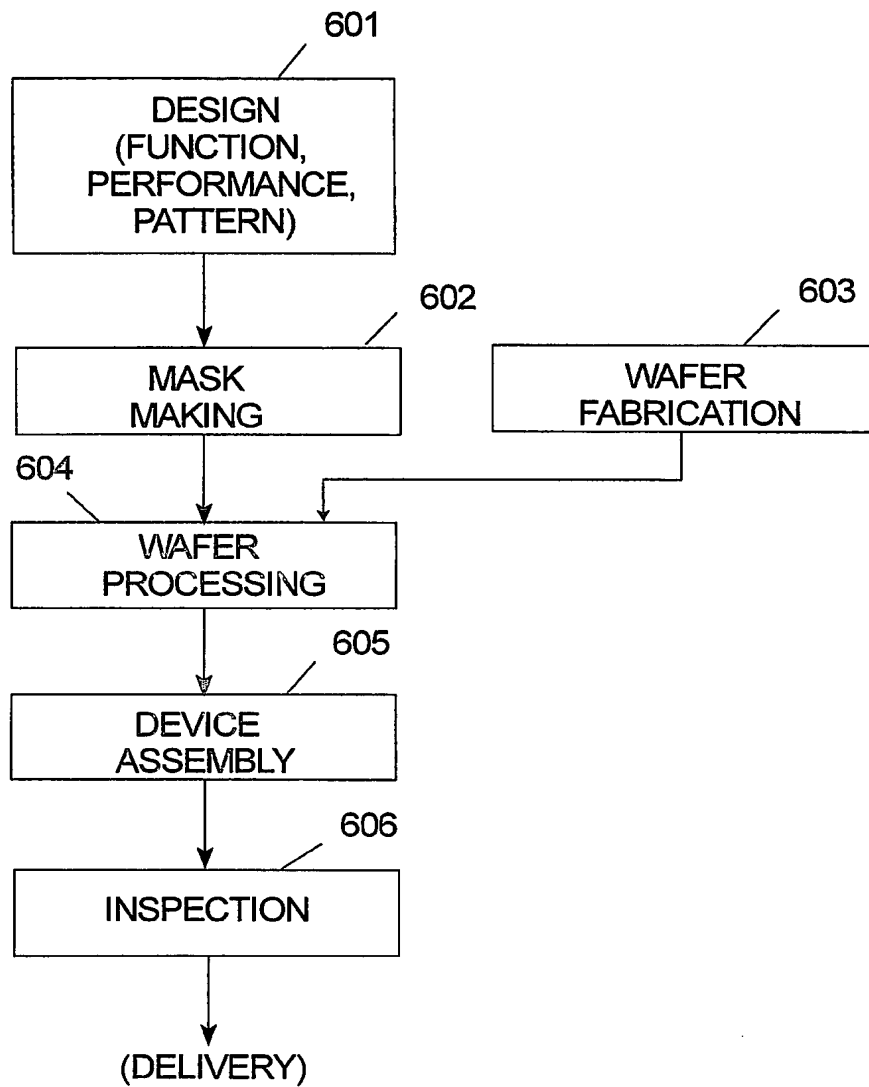 601
DESIGN
(FUNCTION,
PERFORMANCE,
PATTERN)
602
MASK
MAKING
603
WAFER
FABRICATION
604
WAFER
PROCESSING
605
DEVICE
ASSEMBLY
606
INSPECTION
(DELIVERY)